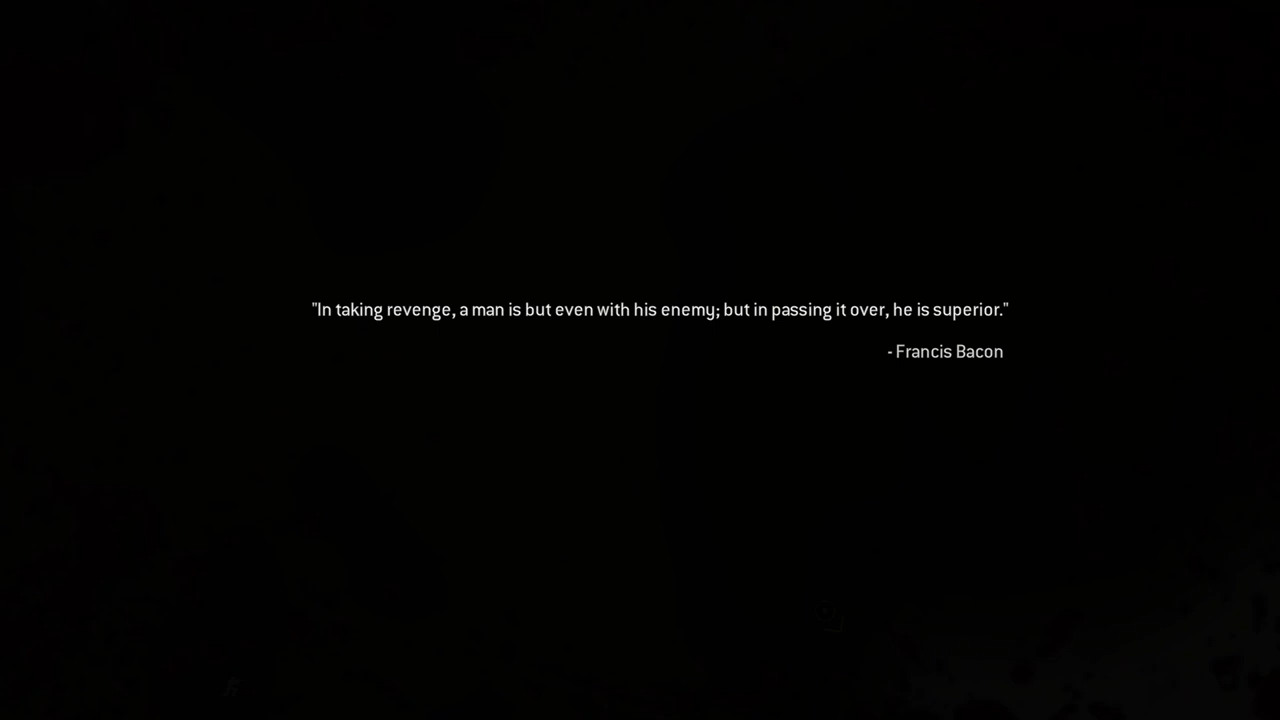 "In taking revenge, a man is but even with his enemy; but in passing it over, he is superior."
- Francis Bacon